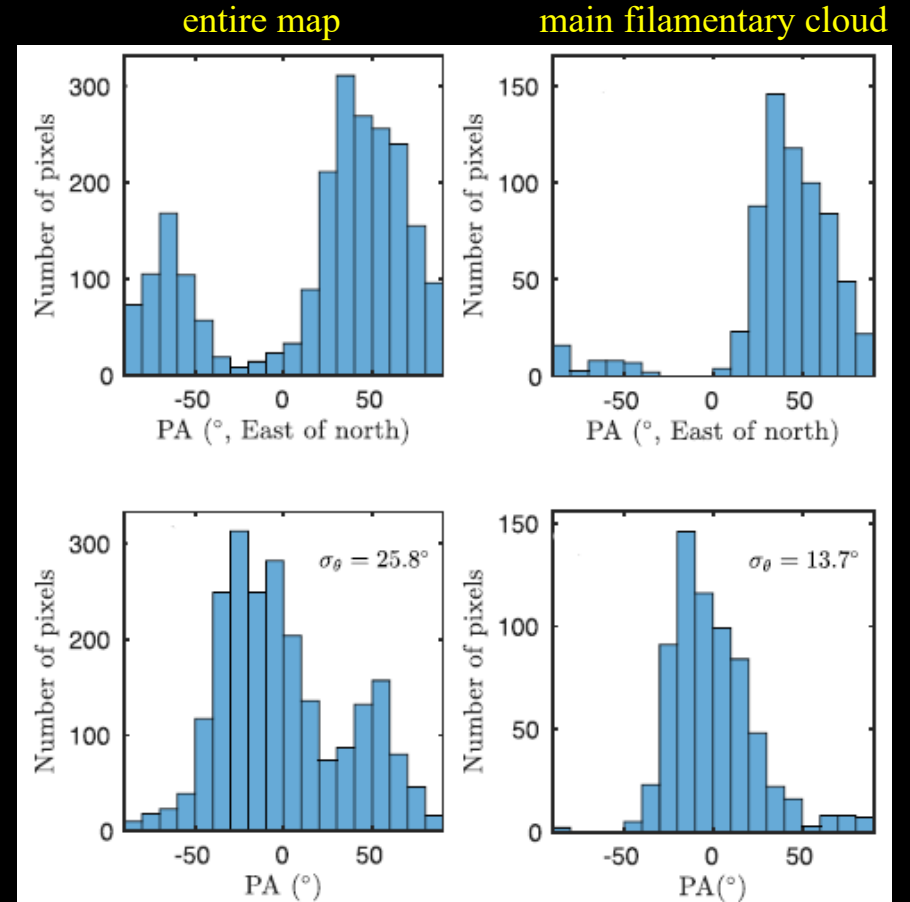 entire map
main filamentary cloud
300
200
100
0
Number of pixels
-50 0 50
PA (°, East of north)
150
100
50
0
Number of pixels
-50 0 50
PA (°, East of north)
300
200
100
0
Number of pixels
σ_θ = 25.8°
-50 0 50
PA (°)
150
100
50
0
Number of pixels
σ_θ = 13.7°
-50 0 50
PA(°)